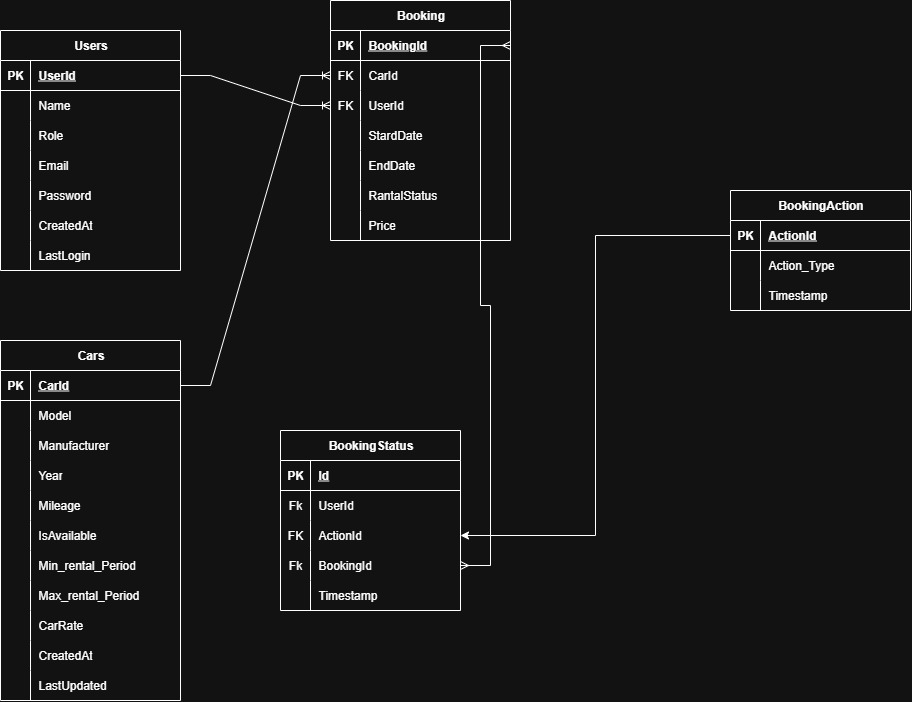 Booking
PK BookingId
FK CarId
FK UserId
StardDate
EndDate
RantalStatus
Price
Users
PK UserId
Name
Role
Email
Password
CreatedAt
LastLogin
BookingAction
PK ActionId
Action_Type
Timestamp
Cars
PK CarId
Model
Manufacturer
Year
Mileage
IsAvailable
Min_rental_Period
Max_rental_Period
CarRate
CreatedAt
LastUpdated
BookingStatus
PK Id
Fk UserId
FK ActionId
Fk BookingId
Timestamp